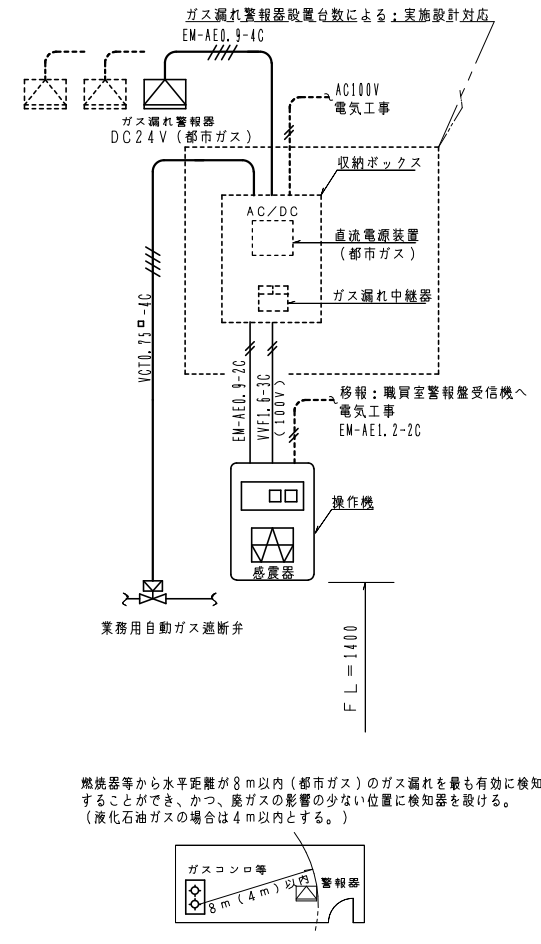 ガス漏れ警報器設置台数による:実施設計対応
EM-AE0.9-4C
AC100V
電気工事
ガス漏れ警報器
DC24V(都市ガス)
収納ボックス
AC/DC
直流電源装置
(都市ガス)
ガス漏れ中継器
VCT0.75□-4C
EM-AE0.9-2C
VVF1.6-3C
(100V)
移報:職員室警報盤受信機へ
電気工事
EM-AE1.2-2C
操作機
感震器
業務用自動ガス遮断弁
FL=1400
燃焼器等から水平距離が8m以内(都市ガス)のガス漏れを最も有効に検知
することができ、かつ、廃ガスの影響の少ない位置に検知器を設ける。
(液化石油ガスの場合は4m以内とする。)
ガスコンロ等
警報器
8m(4m)以内